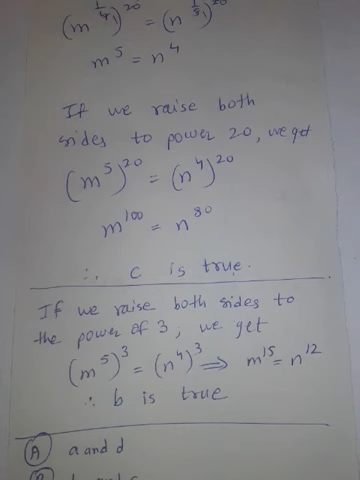 (m^{1/4})^{20} = (n^{1/5})^{20}
m^5 = n^4
If we raise both
sides to power 20, we get
(m^5)^{20} = (n^4)^{20}
m^{100} = n^{80}
∴ c is true.
If we raise both sides to
the power of 3, we get
(m^5)^3 = (n^4)^3 ⟹ m^{15} = n^{12}
∴ b is true
(A) a and d